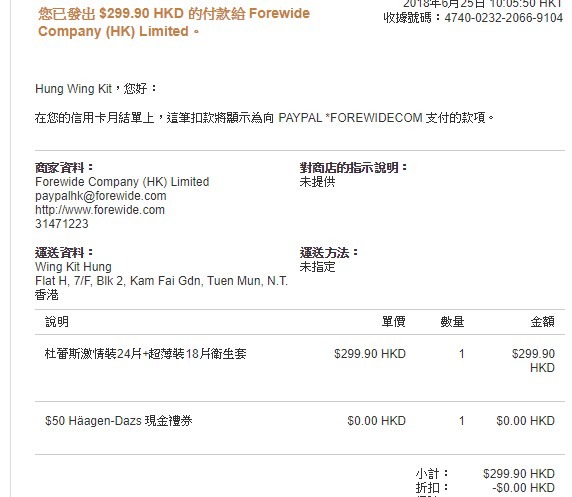 您已發出 $299.90 HKD 的付款給 Forewide
Company (HK) Limited。
2018年6月25日 10:05:50 HKT
收據號碼：4740-0232-2066-9104
Hung Wing Kit，您好：
在您的信用卡月結單上，這筆扣款將顯示為向 PAYPAL *FOREWIDECOM 支付的款項。
商家資料：
Forewide Company (HK) Limited
paypalhk@forewide.com
http://www.forewide.com
31471223
對商店的指示說明：
未提供
運送資料：
Wing Kit Hung
Flat H, 7/F, Blk 2, Kam Fai Gdn, Tuen Mun, N.T.
香港
運送方法：
未指定
說明 單價 數量 金額
杜蕾斯激情裝24片+超薄裝18片衛生套 $299.90 HKD 1 $299.90
HKD
$50 Häagen-Dazs 現金禮券 $0.00 HKD 1 $0.00 HKD
小計： $299.90 HKD
折扣： -$0.00 HKD